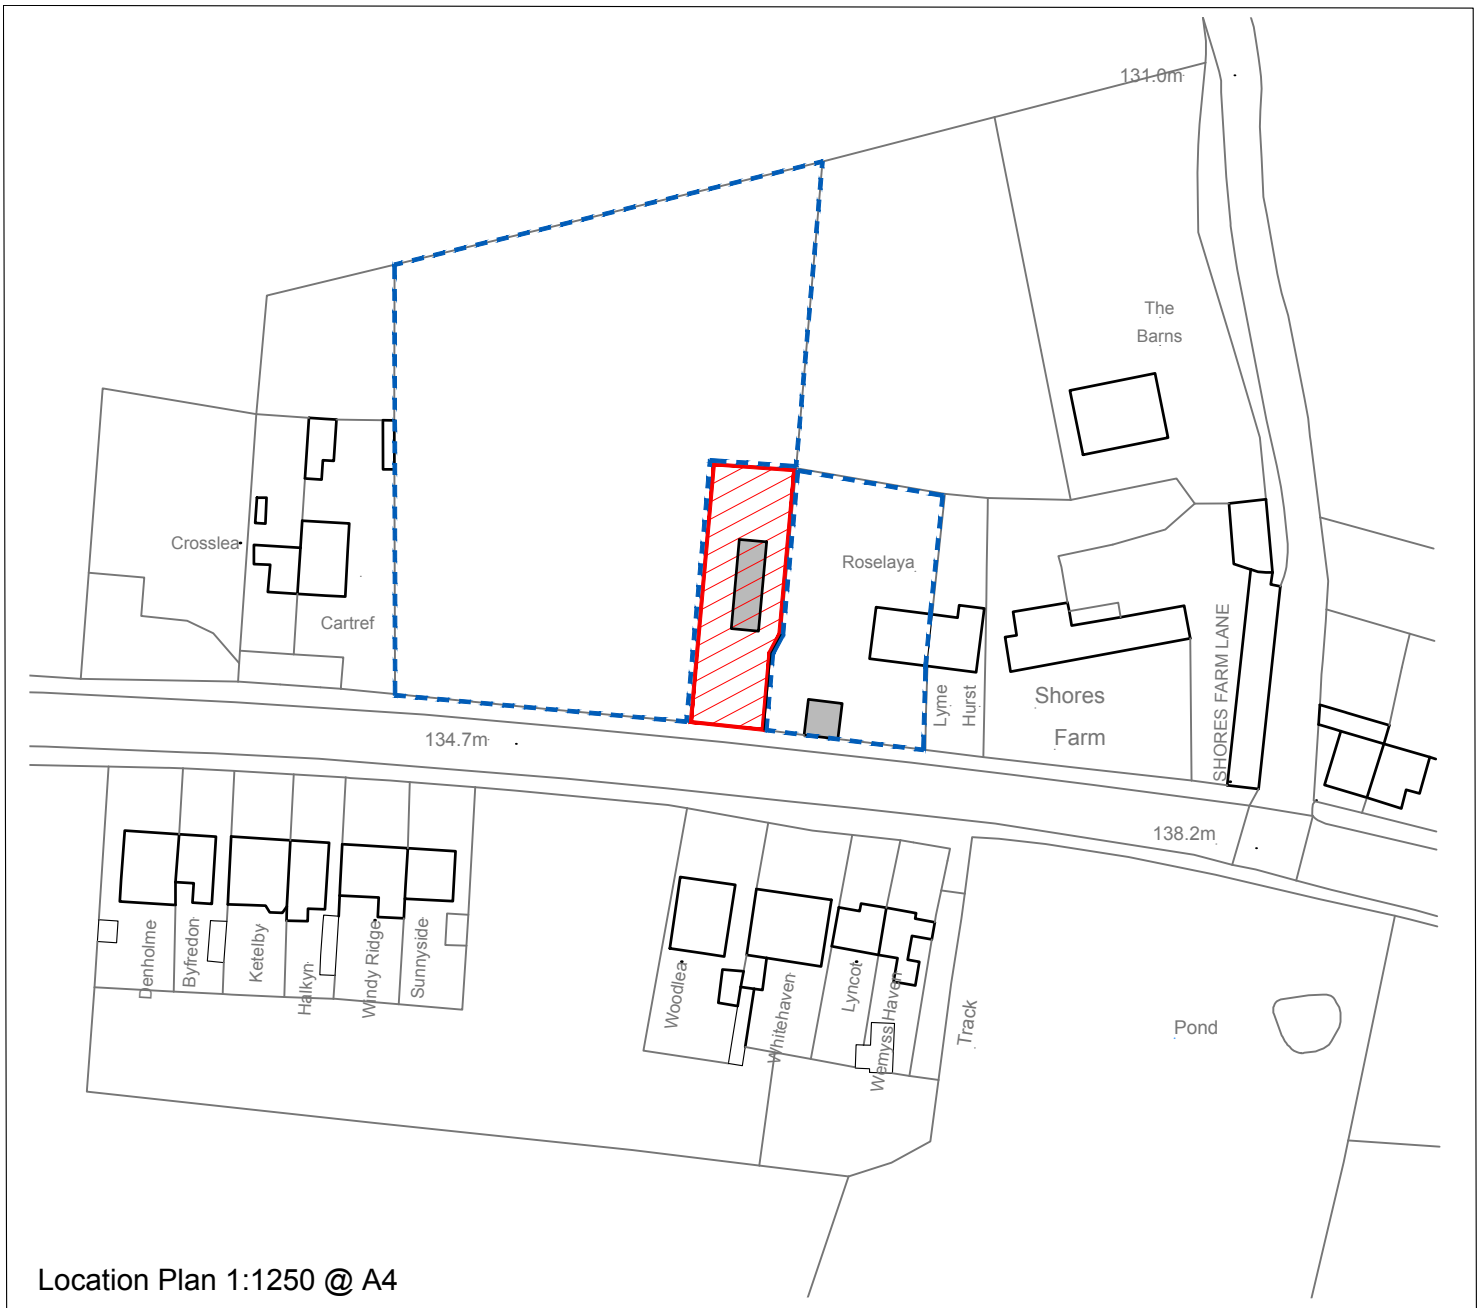 131.0m
The
Barns
Crosslea
Roselaya
Cartref
Lyme
Hurst
Shores
Farm
SHORES FARM LANE
134.7m
138.2m
Denholme
Byfredon
Ketelby
Halkyn
Windy Ridge
Sunnyside
Woodlea
Whitehaven
Lyncot
Wemyss Haven
Track
Pond
Location Plan 1:1250 @ A4